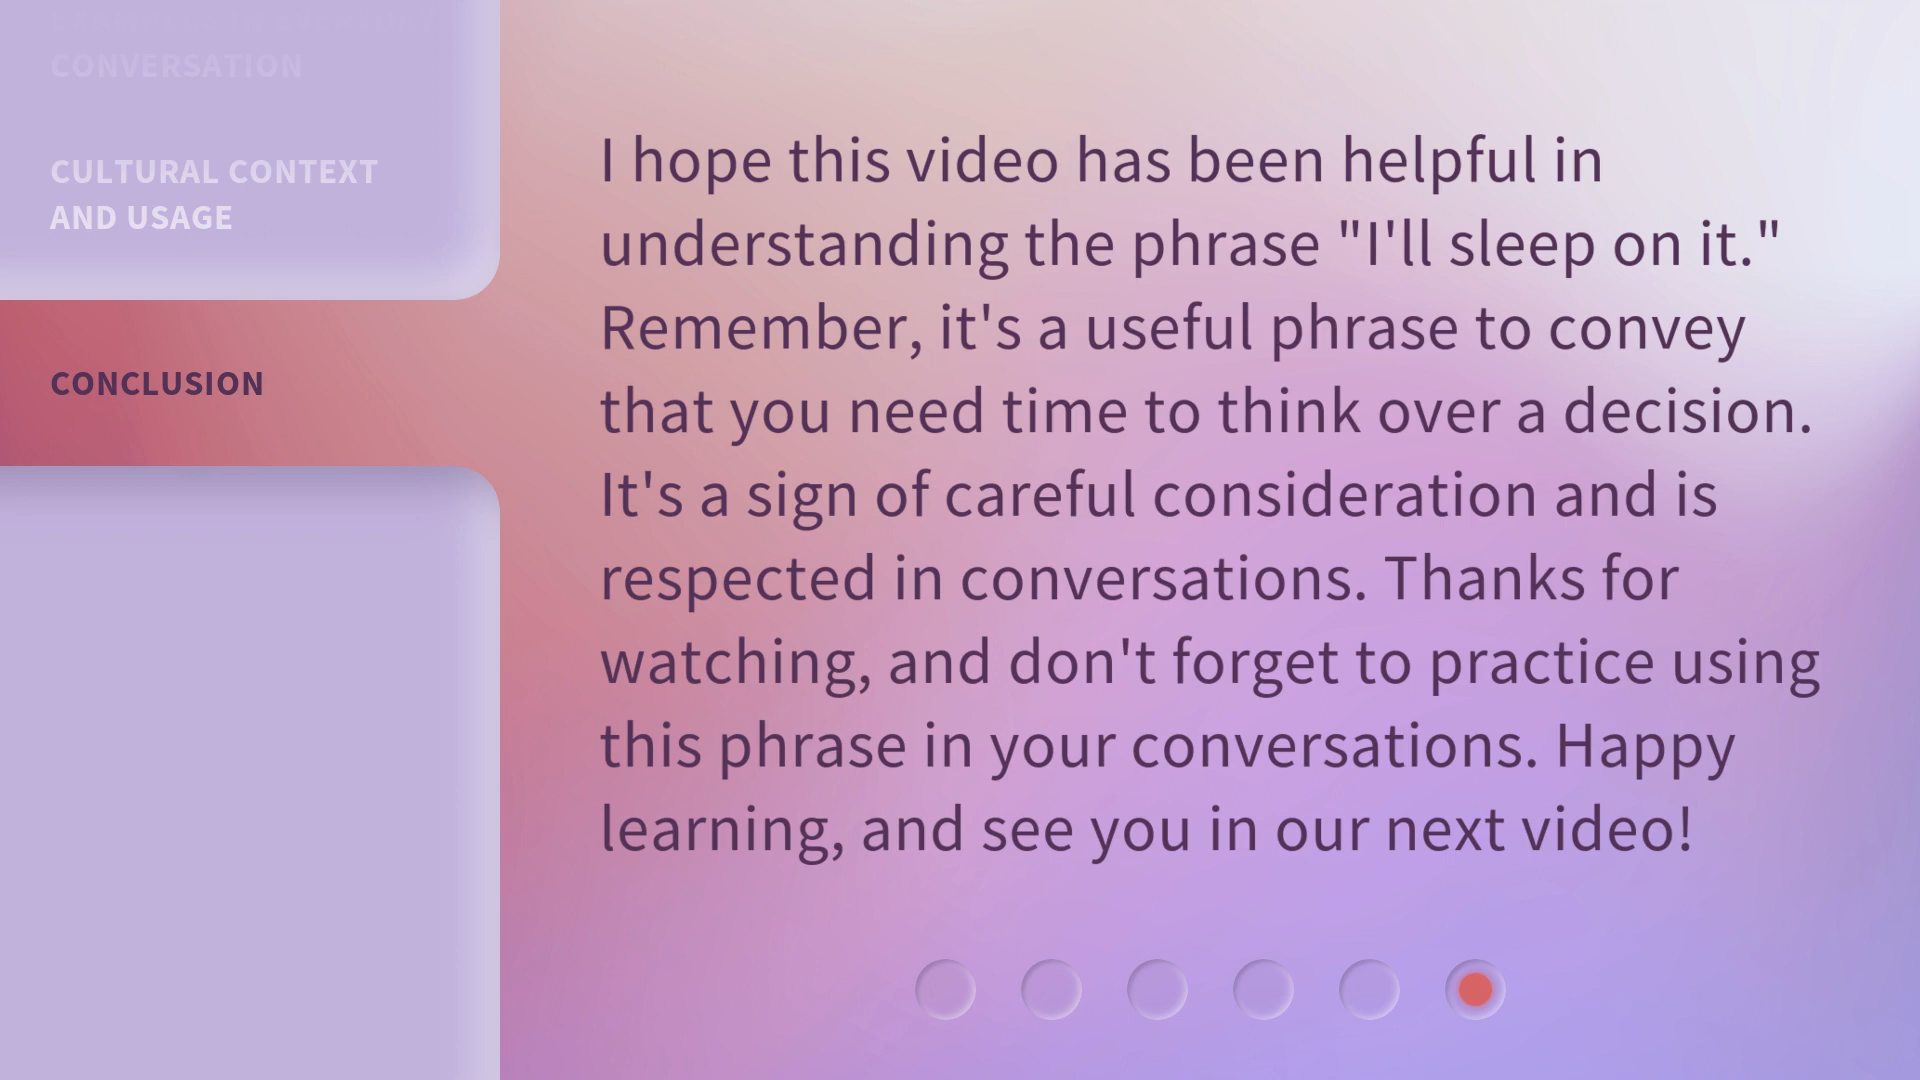 CONVERSATION
CULTURAL CONTEXT
AND USAGE
CONCLUSION
I hope this video has been helpful in
understanding the phrase "I'll sleep on it."
Remember, it's a useful phrase to convey
that you need time to think over a decision.
It's a sign of careful consideration and is
respected in conversations. Thanks for
watching, and don't forget to practice using
this phrase in your conversations. Happy
learning, and see you in our next video!